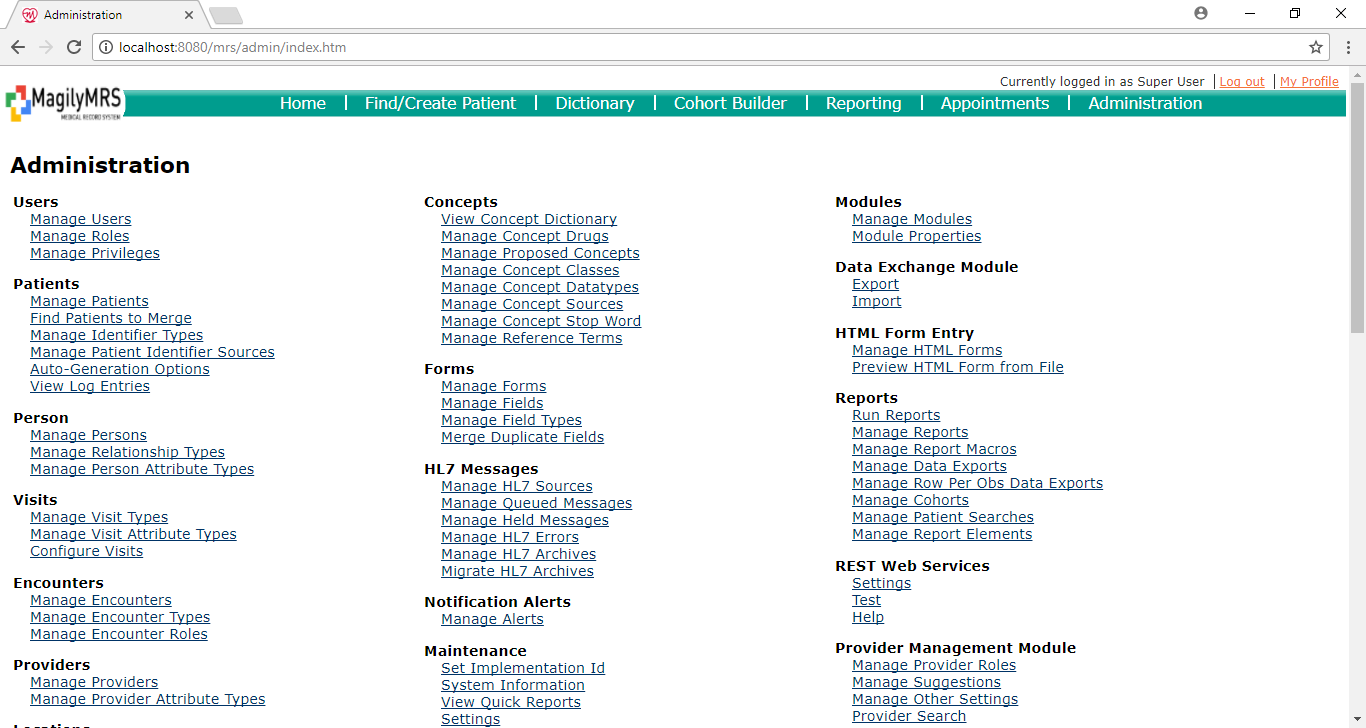 Administration
localhost:8080/mrs/admin/index.htm
Currently logged in as Super User Log out My Profile
MagilyMRS
MEDICAL RECORD SYSTEM
Home Find/Create Patient Dictionary Cohort Builder Reporting Appointments Administration
Administration
Users
Manage Users
Manage Roles
Manage Privileges
Patients
Manage Patients
Find Patients to Merge
Manage Identifier Types
Manage Patient Identifier Sources
Auto-Generation Options
View Log Entries
Person
Manage Persons
Manage Relationship Types
Manage Person Attribute Types
Visits
Manage Visit Types
Manage Visit Attribute Types
Configure Visits
Encounters
Manage Encounters
Manage Encounter Types
Manage Encounter Roles
Providers
Manage Providers
Manage Provider Attribute Types
Locations
Concepts
View Concept Dictionary
Manage Concept Drugs
Manage Proposed Concepts
Manage Concept Classes
Manage Concept Datatypes
Manage Concept Sources
Manage Concept Stop Word
Manage Reference Terms
Forms
Manage Forms
Manage Fields
Manage Field Types
Merge Duplicate Fields
HL7 Messages
Manage HL7 Sources
Manage Queued Messages
Manage Held Messages
Manage HL7 Errors
Manage HL7 Archives
Migrate HL7 Archives
Notification Alerts
Manage Alerts
Maintenance
Set Implementation Id
System Information
View Quick Reports
Settings
Modules
Manage Modules
Module Properties
Data Exchange Module
Export
Import
HTML Form Entry
Manage HTML Forms
Preview HTML Form from File
Reports
Run Reports
Manage Reports
Manage Report Macros
Manage Data Exports
Manage Row Per Obs Data Exports
Manage Cohorts
Manage Patient Searches
Manage Report Elements
REST Web Services
Settings
Test
Help
Provider Management Module
Manage Provider Roles
Manage Suggestions
Manage Other Settings
Provider Search